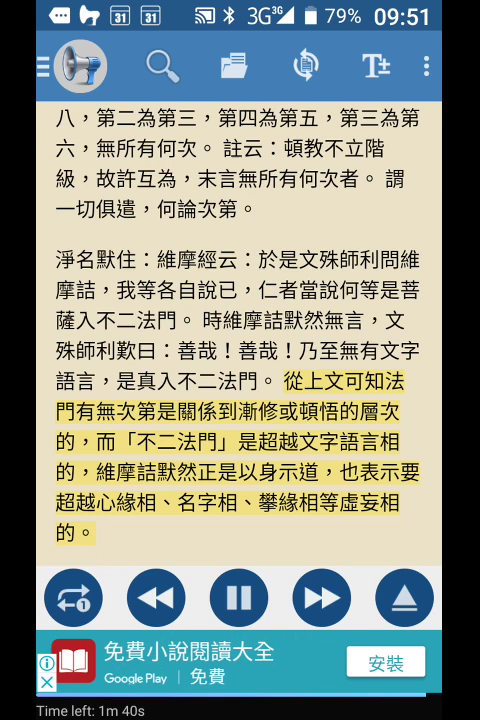 31 31 3G 3G 79% 09:51
T±
八，第二為第三，第四為第五，第三為第
六，無所有何次。 註云：頓教不立階
級，故許互為，末言無所有何次者。 謂
一切俱遣，何論次第。
淨名默住：維摩經云：於是文殊師利問維
摩詰，我等各自說已，仁者當說何等是菩
薩入不二法門。 時維摩詰默然無言，文
殊師利歎曰：善哉！善哉！乃至無有文字
語言，是真入不二法門。 從上文可知法
門有無次第是關係到漸修或頓悟的層次
的，而「不二法門」是超越文字語言相
的，維摩詰默然正是以身示道，也表示要
超越心緣相、名字相、攀緣相等虛妄相
的。
1
免費小說閱讀大全
Google Play | 免費
安裝
Time left: 1m 40s